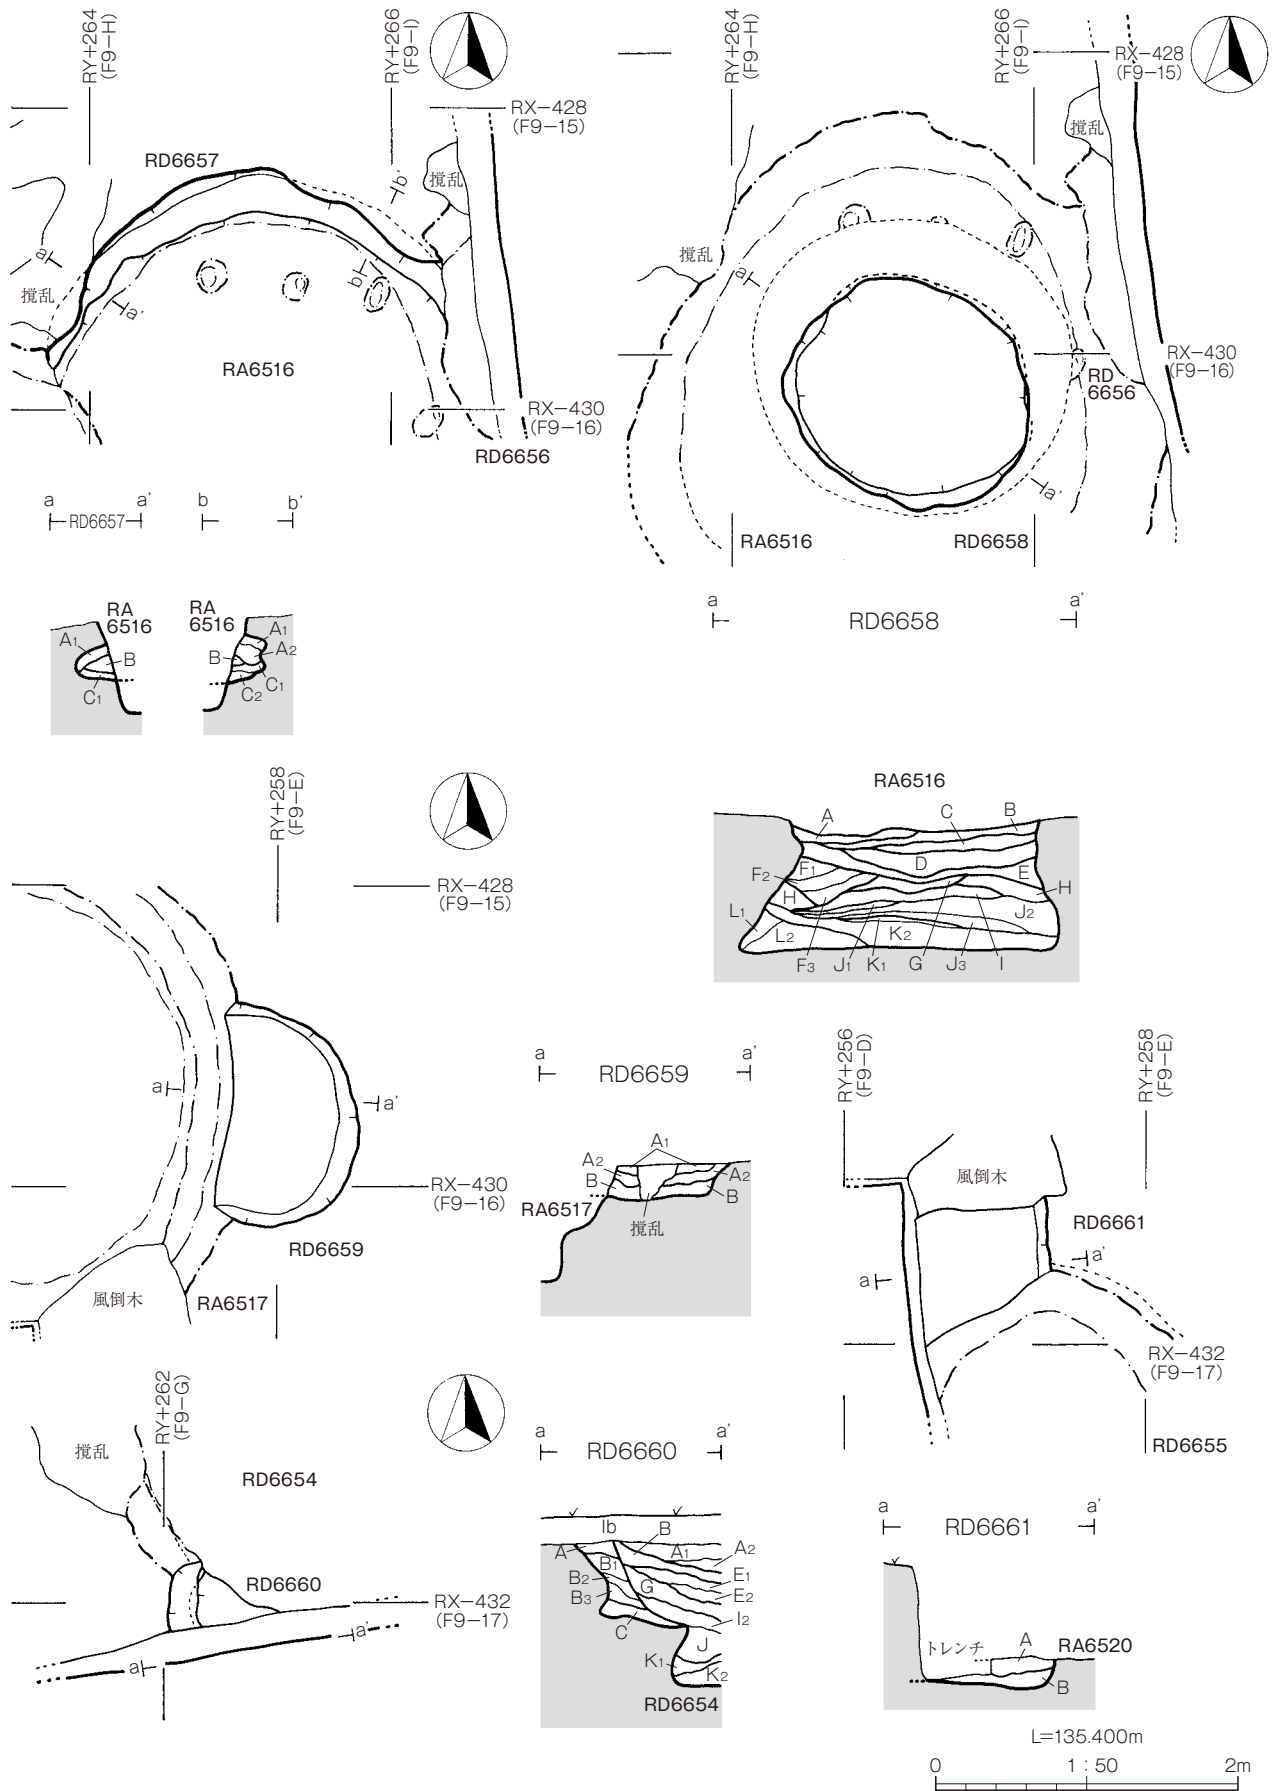 RY+264
(F9-H)
RY+266
(F9-I)
RX-428
(F9-15)
RD6657
撹乱
b'
a
撹乱
a'
b
RA6516
RX-430
(F9-16)
RD6656
a
a'
b
b'
RD6657
RA
6516
A1
B
C1
RA
6516
A1
B
A2
C2
C1
RY+264
(F9-H)
RY+266
(F9-I)
RX-428
(F9-15)
撹乱
撹乱
a
RX-430
(F9-16)
RD
6656
a'
RA6516
RD6658
a
RD6658
a'
RA6516
A
C
B
D
F1
E
F2
H
H
J2
L1
L2
K2
F3
J1
K1
G
J3
I
RY+258
(F9-E)
RX-428
(F9-15)
a
a'
RX-430
(F9-16)
RD6659
風倒木
RA6517
a
RD6659
a'
A1
A2
A2
B
B
RA6517
撹乱
RY+256
(F9-D)
RY+258
(F9-E)
風倒木
RD6661
a
a'
RX-432
(F9-17)
RD6655
RY+262
(F9-G)
撹乱
RD6654
RD6660
RX-432
(F9-17)
a
a'
a
RD6660
a'
Ib
B
A
A1
A2
B1
B2
E1
G
E2
B3
I2
C
J
K1
K2
RD6654
a
RD6661
a'
トレンチ
A
RA6520
B
L=135.400m
0
1:50
2m